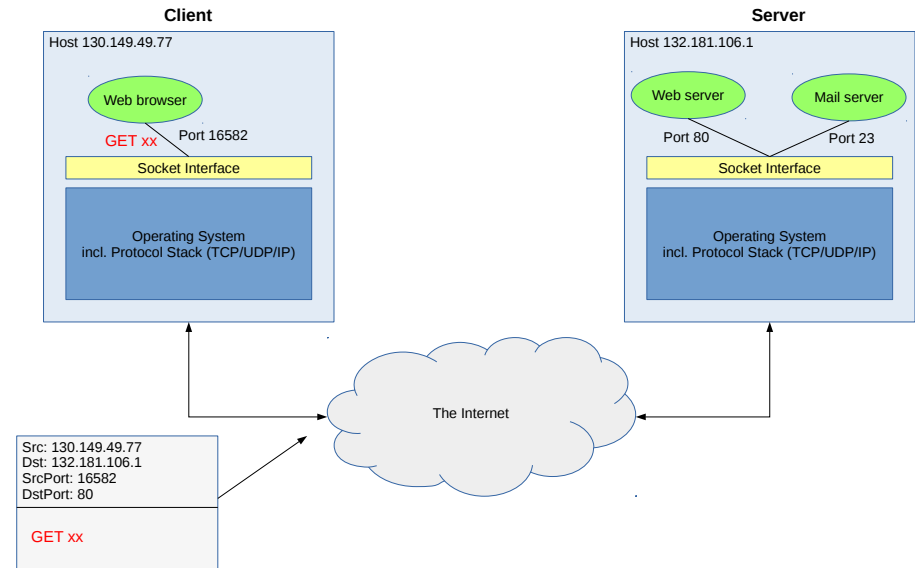 Client
Server
Host 130.149.49.77
Host 132.181.106.1
Web browser
Web server
Mail server
GET xx
Port 16582
Port 80
Port 23
Socket Interface
Socket Interface
Operating System
incl. Protocol Stack (TCP/UDP/IP)
Operating System
incl. Protocol Stack (TCP/UDP/IP)
The Internet
Src: 130.149.49.77
Dst: 132.181.106.1
SrcPort: 16582
DstPort: 80
GET xx